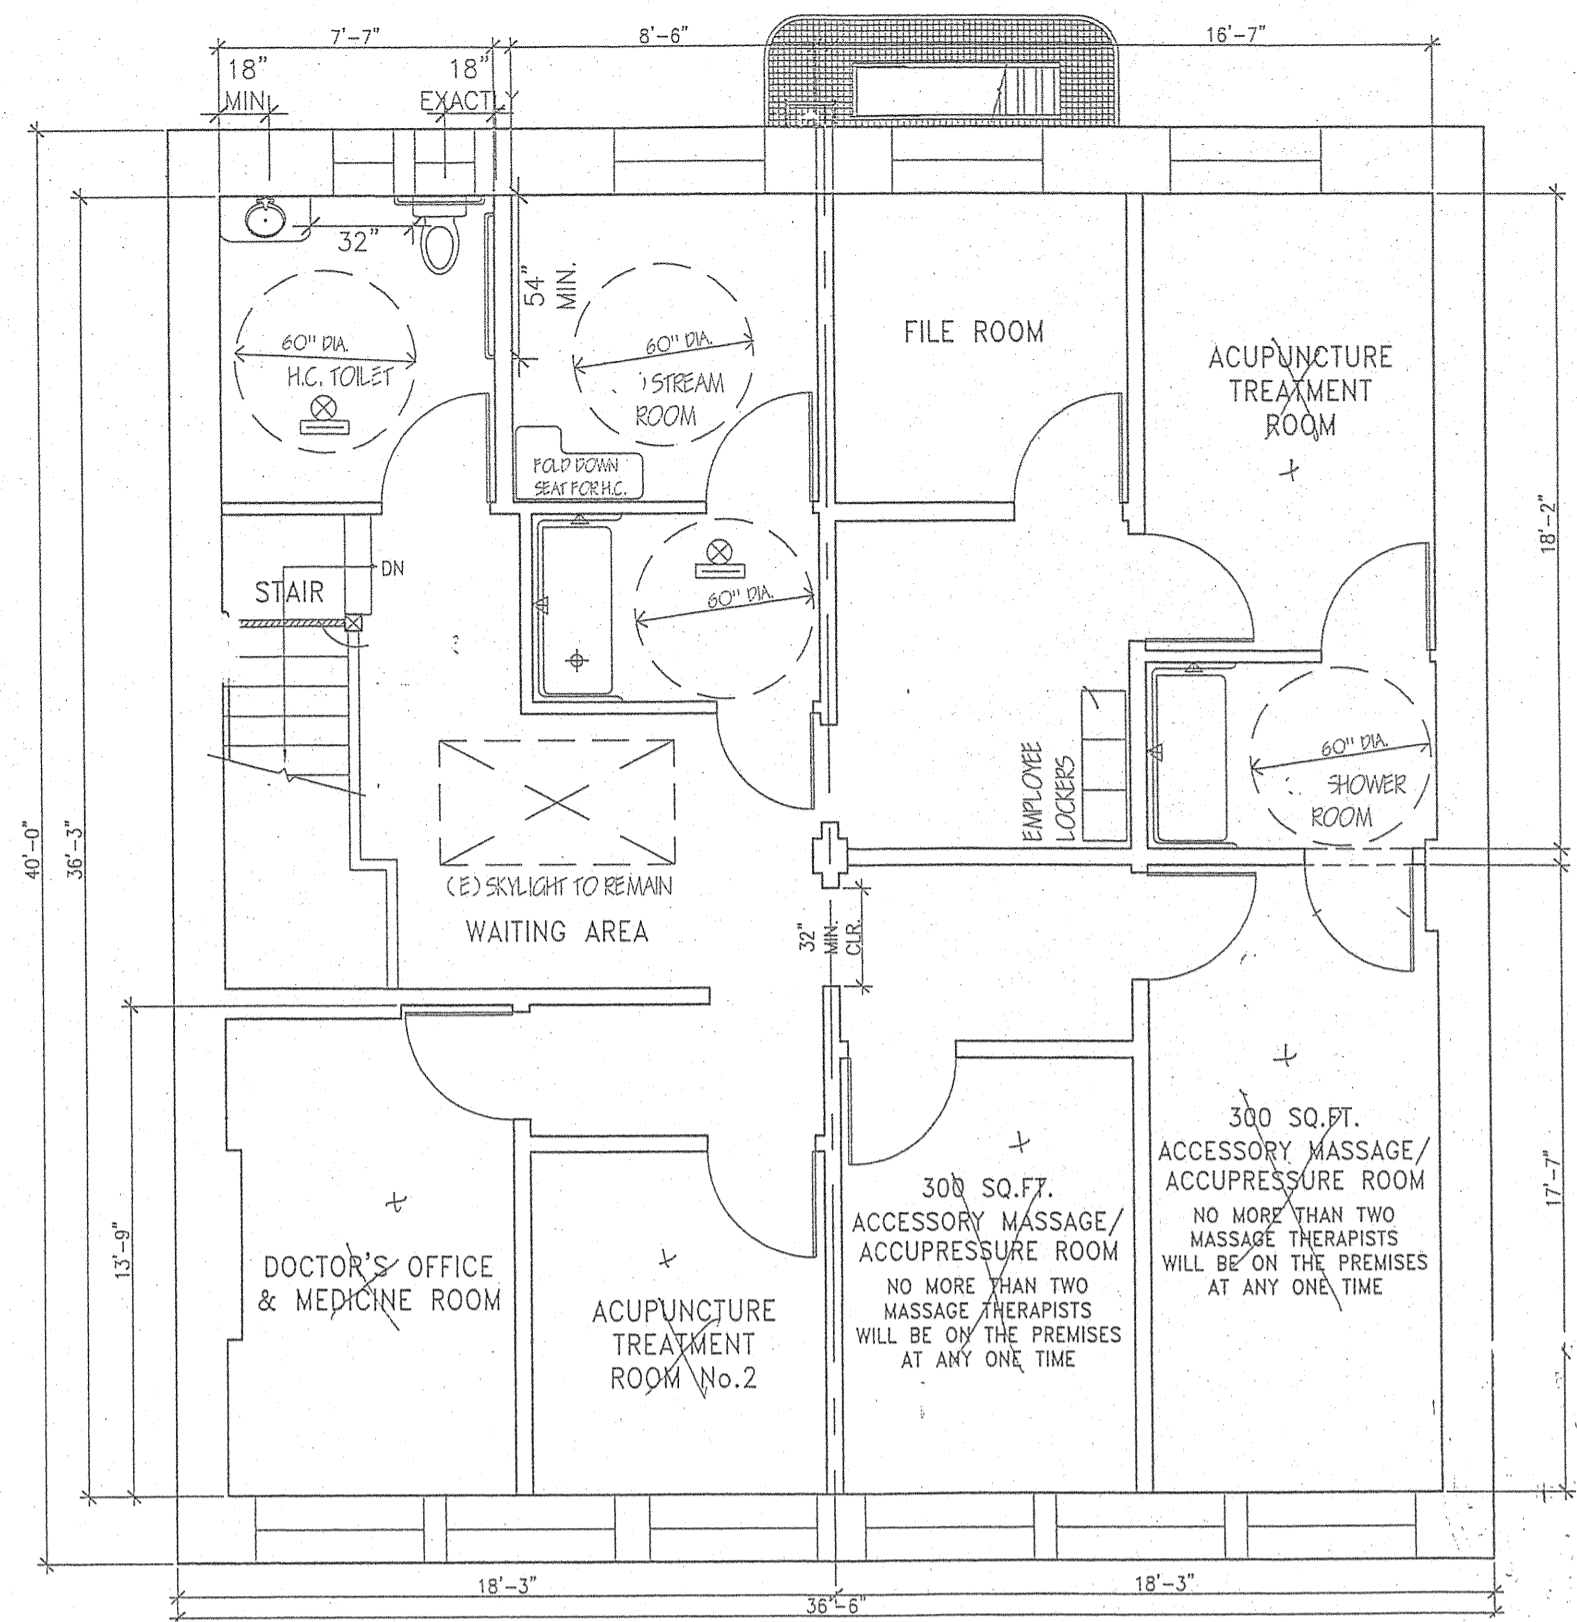 7'-7"
8'-6"
16'-7"
18"
MIN.
18"
EXACTLY
32"
54"
MIN.
60" DIA.
H.C. TOILET
60" DIA.
STREAM
ROOM
FOLD DOWN
SEAT FOR H.C.
FILE ROOM
ACUPUNCTURE
TREATMENT
ROOM
18'-2"
STAIR
DN
60" DIA.
EMPLOYEE
LOCKERS
60" DIA.
SHOWER
ROOM
40'-0"
36'-3"
(E) SKYLIGHT TO REMAIN
WAITING AREA
32"
MIN.
CLR.
13'-9"
17'-7"
DOCTOR'S OFFICE
& MEDICINE ROOM
ACUPUNCTURE
TREATMENT
ROOM No.2
300 SQ.FT.
ACCESSORY MASSAGE/
ACCUPRESSURE ROOM
NO MORE THAN TWO
MASSAGE THERAPISTS
WILL BE ON THE PREMISES
AT ANY ONE TIME
300 SQ.FT.
ACCESSORY MASSAGE/
ACCUPRESSURE ROOM
NO MORE THAN TWO
MASSAGE THERAPISTS
WILL BE ON THE PREMISES
AT ANY ONE TIME
18'-3"
18'-3"
36'-6"